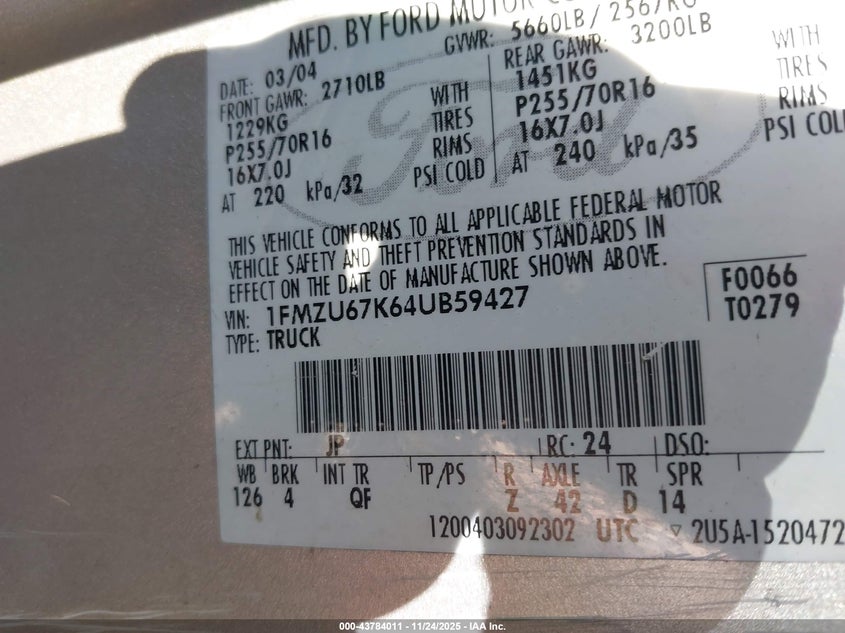 MFD. BY FORD MOTOR
GVWR: 5660LB / 2567KG
DATE: 03/04
FRONT GAWR: 2710LB
1229KG WITH
P255/70R16 TIRES
16X7.0J RIMS
AT 220 kPa/32 PSI COLD
REAR GAWR: 3200LB
1451KG WITH
P255/70R16 TIRES
16X7.0J RIMS
AT 240 kPa/35 PSI COL
THIS VEHICLE CONFORMS TO ALL APPLICABLE FEDERAL MOTOR
VEHICLE SAFETY AND THEFT PREVENTION STANDARDS IN
EFFECT ON THE DATE OF MANUFACTURE SHOWN ABOVE.
VIN: 1FMZU67K64UB59427
TYPE: TRUCK
F0066
T0279
EXT PNT: JP RC: 24 DSO:
WB BRK INT TR TP/PS R AXLE TR SPR
126 4 QF Z 42 D 14
1200403092302 UTC ▽ 2U5A-1520472
Ford
000-43784011 - 11/24/2025 - IAA Inc.